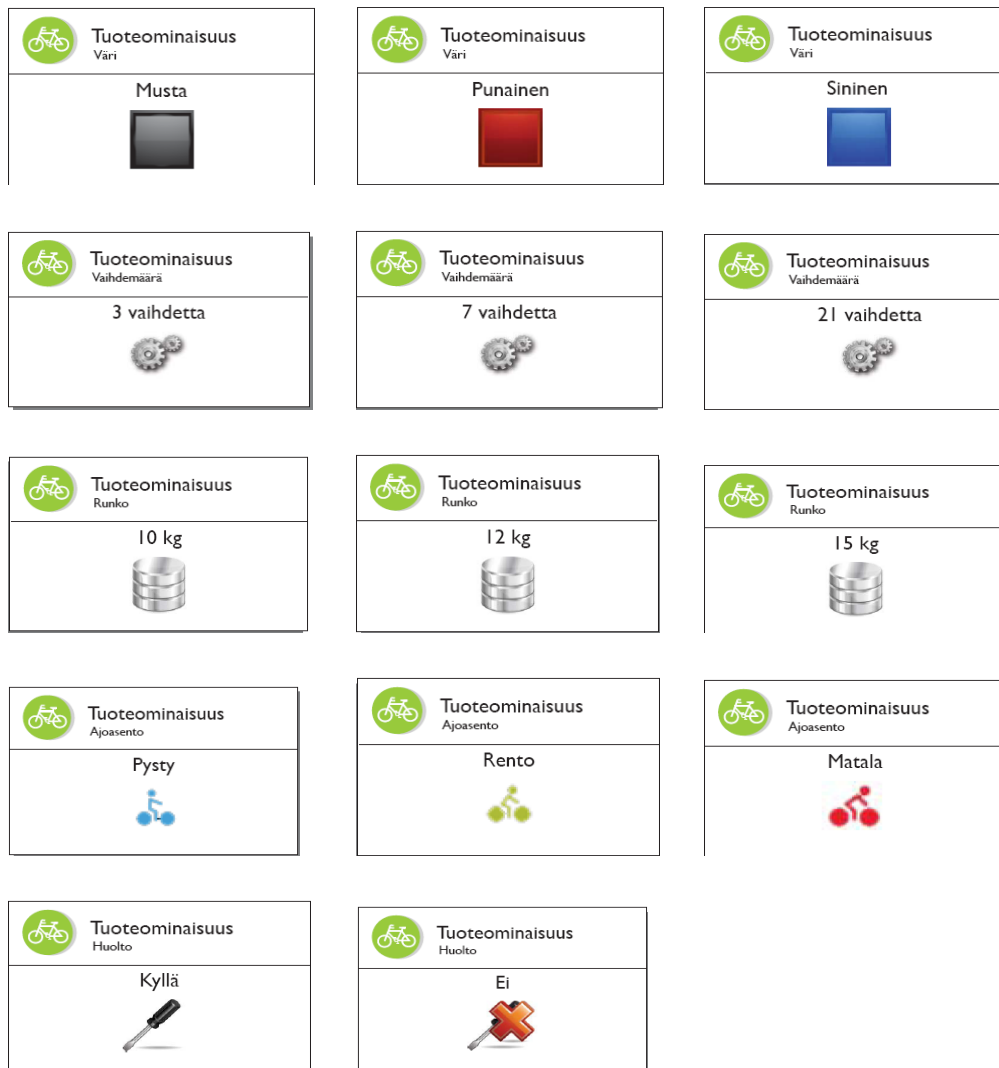 Tuoteominaisuus
Väri
Musta
Tuoteominaisuus
Väri
Punainen
Tuoteominaisuus
Väri
Sininen
Tuoteominaisuus
Vaihdemäärä
3 vaihdetta
Tuoteominaisuus
Vaihdemäärä
7 vaihdetta
Tuoteominaisuus
Vaihdemäärä
21 vaihdetta
Tuoteominaisuus
Runko
10 kg
Tuoteominaisuus
Runko
12 kg
Tuoteominaisuus
Runko
15 kg
Tuoteominaisuus
Ajoasento
Pysty
Tuoteominaisuus
Ajoasento
Rento
Tuoteominaisuus
Ajoasento
Matala
Tuoteominaisuus
Huolto
Kyllä
Tuoteominaisuus
Huolto
Ei